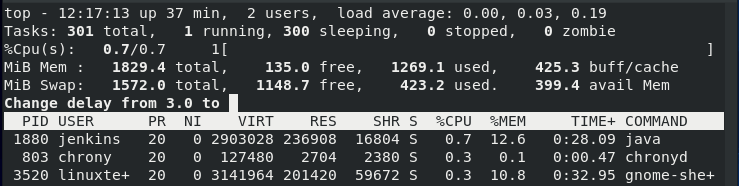 top - 12:17:13 up 37 min,  2 users,  load average: 0.00, 0.03, 0.19
Tasks: 301 total,   1 running, 300 sleeping,   0 stopped,   0 zombie
%Cpu(s):   0.7/0.7     1[                                                          ]
MiB Mem :   1829.4 total,    135.0 free,   1269.1 used,    425.3 buff/cache
MiB Swap:   1572.0 total,   1148.7 free,    423.2 used.    399.4 avail Mem
Change delay from 3.0 to
PID USER      PR  NI    VIRT    RES    SHR S  %CPU  %MEM     TIME+ COMMAND
1880 jenkins   20   0 2903028 236908  16804 S   0.7  12.6   0:28.09 java
803 chrony    20   0  127480   2704   2380 S   0.3   0.1   0:00.47 chronyd
3520 linuxte+  20   0 3141964 201420  59672 S   0.3  10.8   0:32.95 gnome-she+